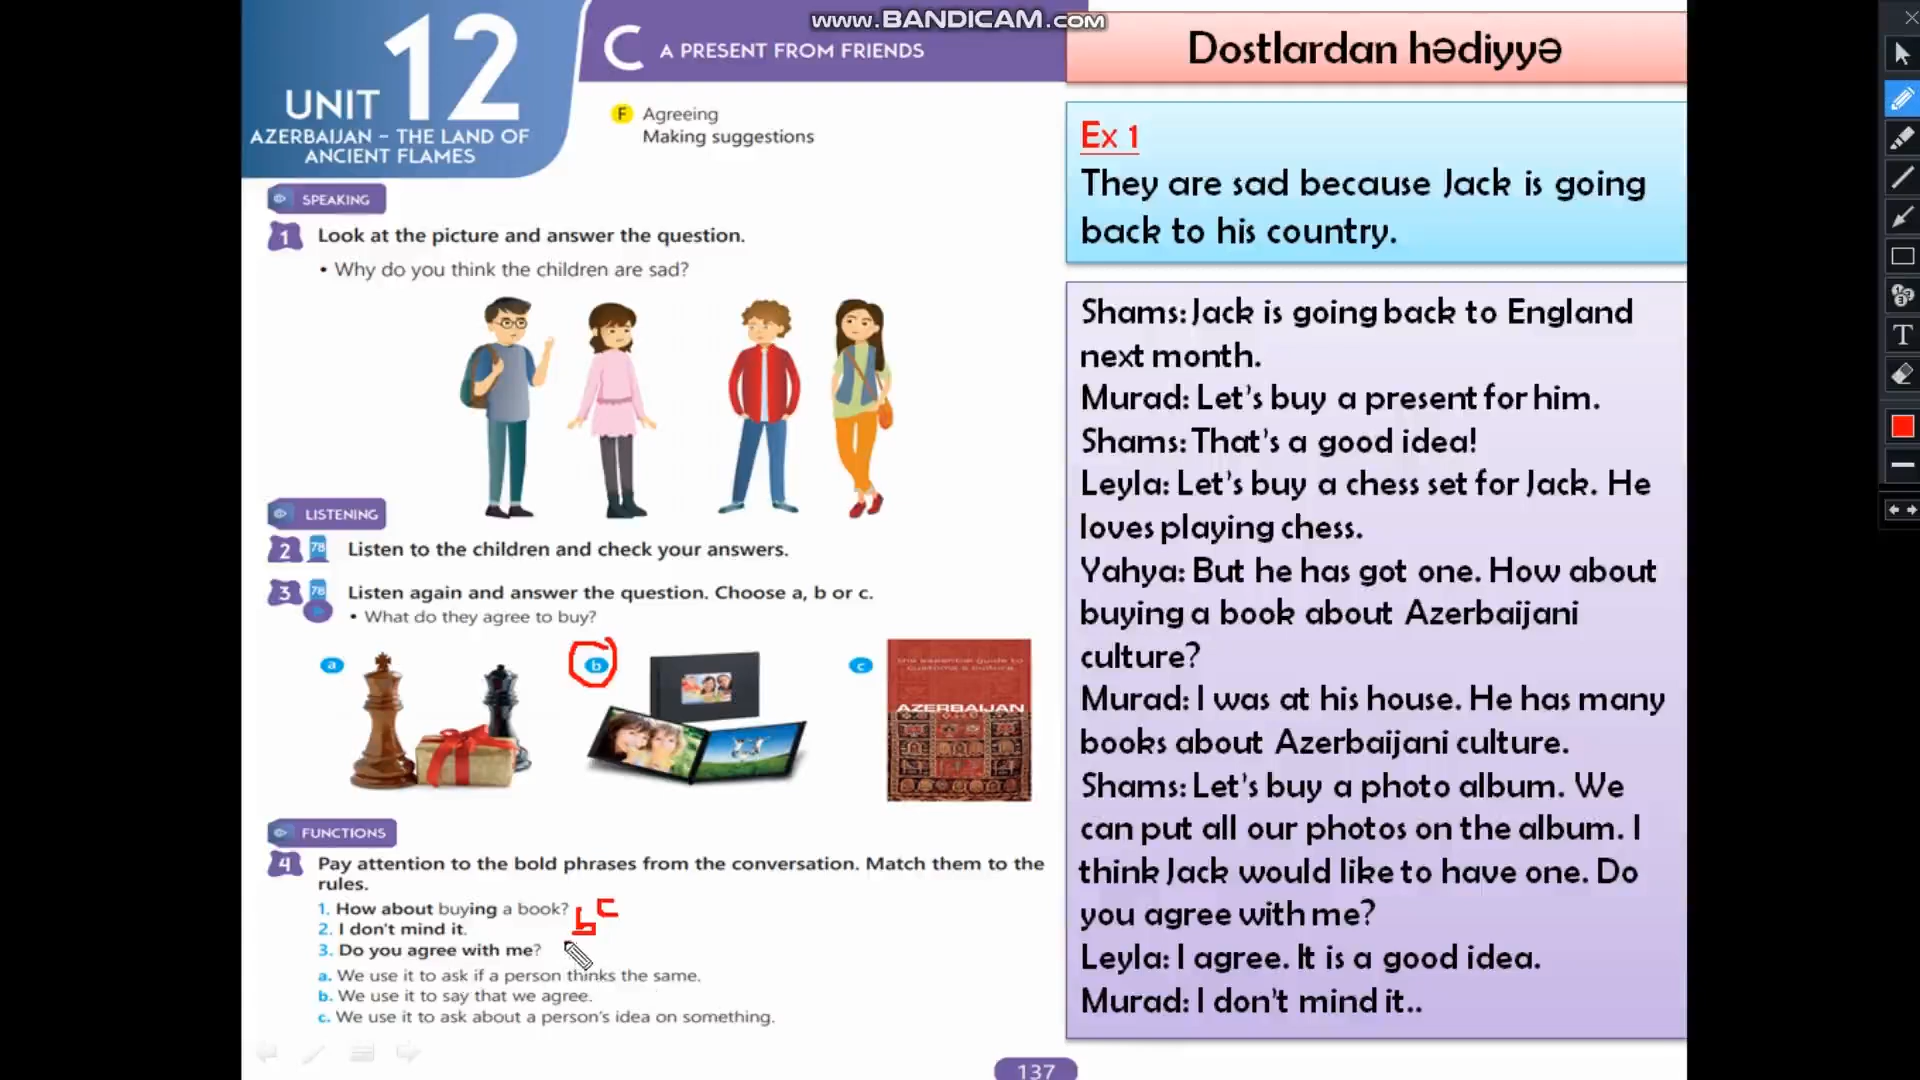 www.BANDICAM.com
UNIT 12
AZERBAIJAN – THE LAND OF
ANCIENT FLAMES
C A PRESENT FROM FRIENDS
F Agreeing
Making suggestions
SPEAKING
1 Look at the picture and answer the question.
• Why do you think the children are sad?
LISTENING
2 78 Listen to the children and check your answers.
3 78 Listen again and answer the question. Choose a, b or c.
• What do they agree to buy?
a
b
c
the essential guide to
customs & culture
AZERBAIJAN
FUNCTIONS
4 Pay attention to the bold phrases from the conversation. Match them to the
rules.
1. How about buying a book? c
2. I don't mind it. b
3. Do you agree with me?
a. We use it to ask if a person thinks the same.
b. We use it to say that we agree.
c. We use it to ask about a person's idea on something.
137
Dostlardan hədiyyə
Ex 1
They are sad because Jack is going
back to his country.
Shams: Jack is going back to England
next month.
Murad: Let's buy a present for him.
Shams: That's a good idea!
Leyla: Let's buy a chess set for Jack. He
loves playing chess.
Yahya: But he has got one. How about
buying a book about Azerbaijani
culture?
Murad: I was at his house. He has many
books about Azerbaijani culture.
Shams: Let's buy a photo album. We
can put all our photos on the album. I
think Jack would like to have one. Do
you agree with me?
Leyla: I agree. It is a good idea.
Murad: I don't mind it..
T